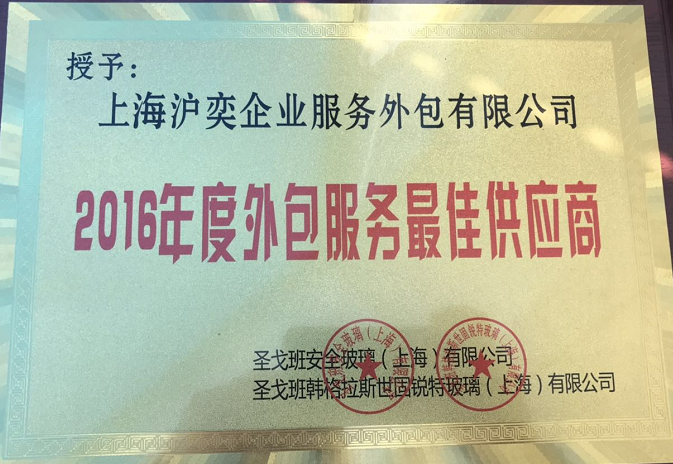 授予：
上海沪奕企业服务外包有限公司
2016年度外包服务最佳供应商
圣戈班安全玻璃（上海）有限公司
圣戈班韩格拉斯世固锐特玻璃（上海）有限公司